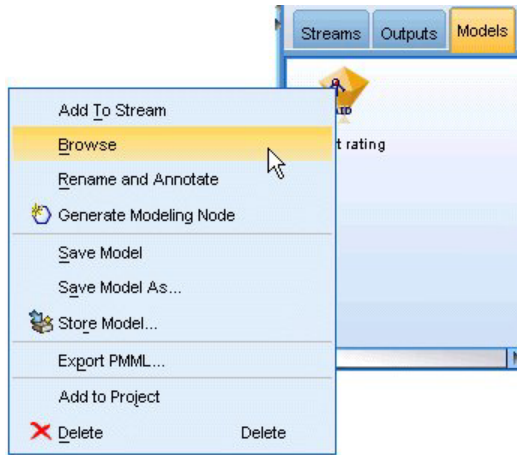 Streams Outputs Models
Add To Stream
Browse
t rating
Rename and Annotate
Generate Modeling Node
Save Model
Save Model As...
Store Model...
Export PMML...
Add to Project
Delete Delete